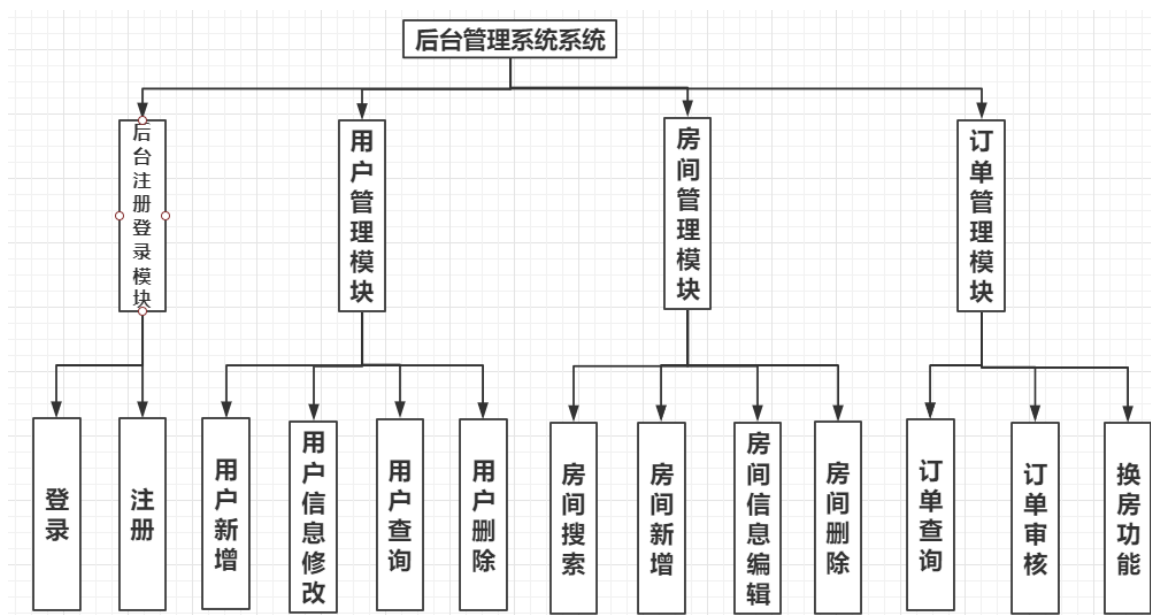 后台管理系统系统
后台注册登录模块
用户管理模块
房间管理模块
订单管理模块
登录
注册
用户新增
用户信息修改
用户查询
用户删除
房间搜索
房间新增
房间信息编辑
房间删除
订单查询
订单审核
换房功能